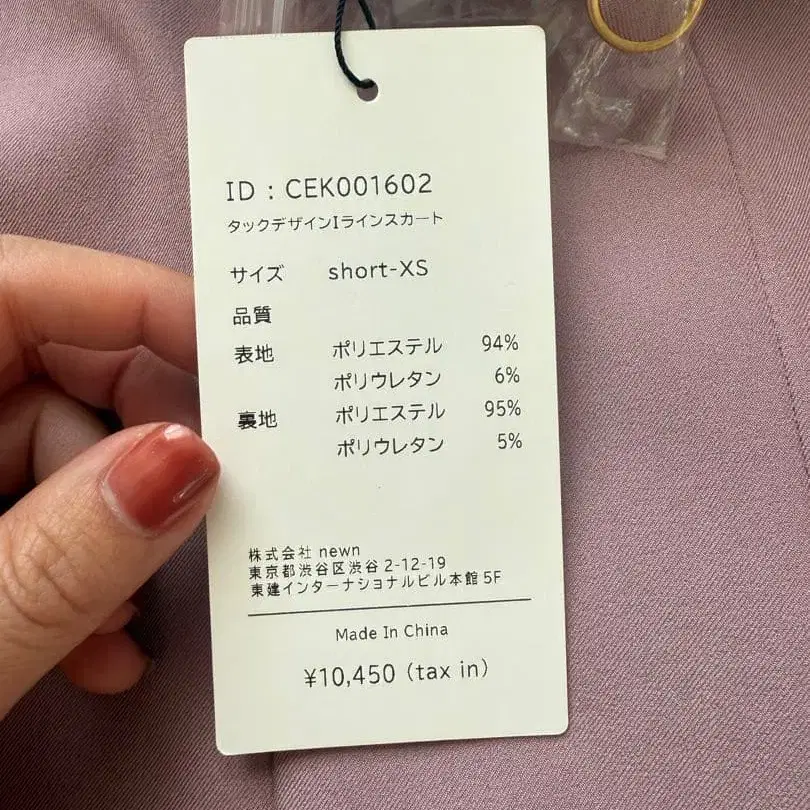 ID : CEK001602
タックデザインIラインスカート
サイズ short-XS
品質
表地 ポリエステル 94%
ポリウレタン 6%
裏地 ポリエステル 95%
ポリウレタン 5%
株式会社 newn
東京都渋谷区渋谷 2-12-19
東建インターナショナルビル本館 5F
Made In China
¥10,450 (tax in)